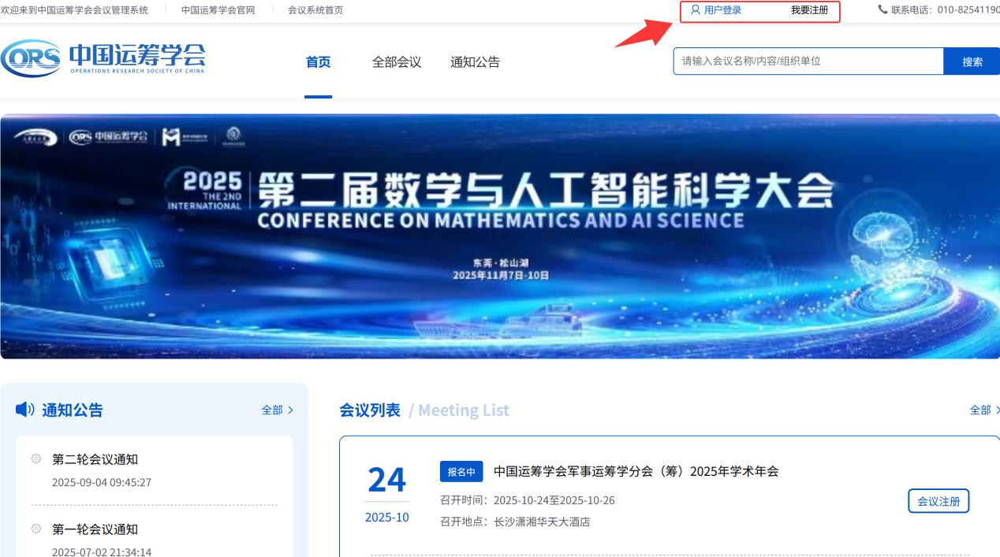 欢迎来到中国运筹学会会议管理系统
中国运筹学会官网
会议系统首页
用户登录
我要注册
联系电话：010-82541190
ORS 中国运筹学会
OPERATIONS RESEARCH SOCIETY OF CHINA
首页
全部会议
通知公告
请输入会议名称/内容/组织单位
搜索
ORS 中国运筹学会
2025
THE 2ND
INTERNATIONAL
第二届数学与人工智能科学大会
CONFERENCE ON MATHEMATICS AND AI SCIENCE
东莞·松山湖
2025年11月7日-10日
通知公告
全部
第二轮会议通知
2025-09-04 09:45:27
第一轮会议通知
2025-07-02 21:34:14
会议列表 / Meeting List
全部
24
2025-10
报名中
中国运筹学会军事运筹学分会（筹）2025年学术年会
召开时间：2025-10-24至2025-10-26
召开地点：长沙潇湘华天大酒店
会议注册